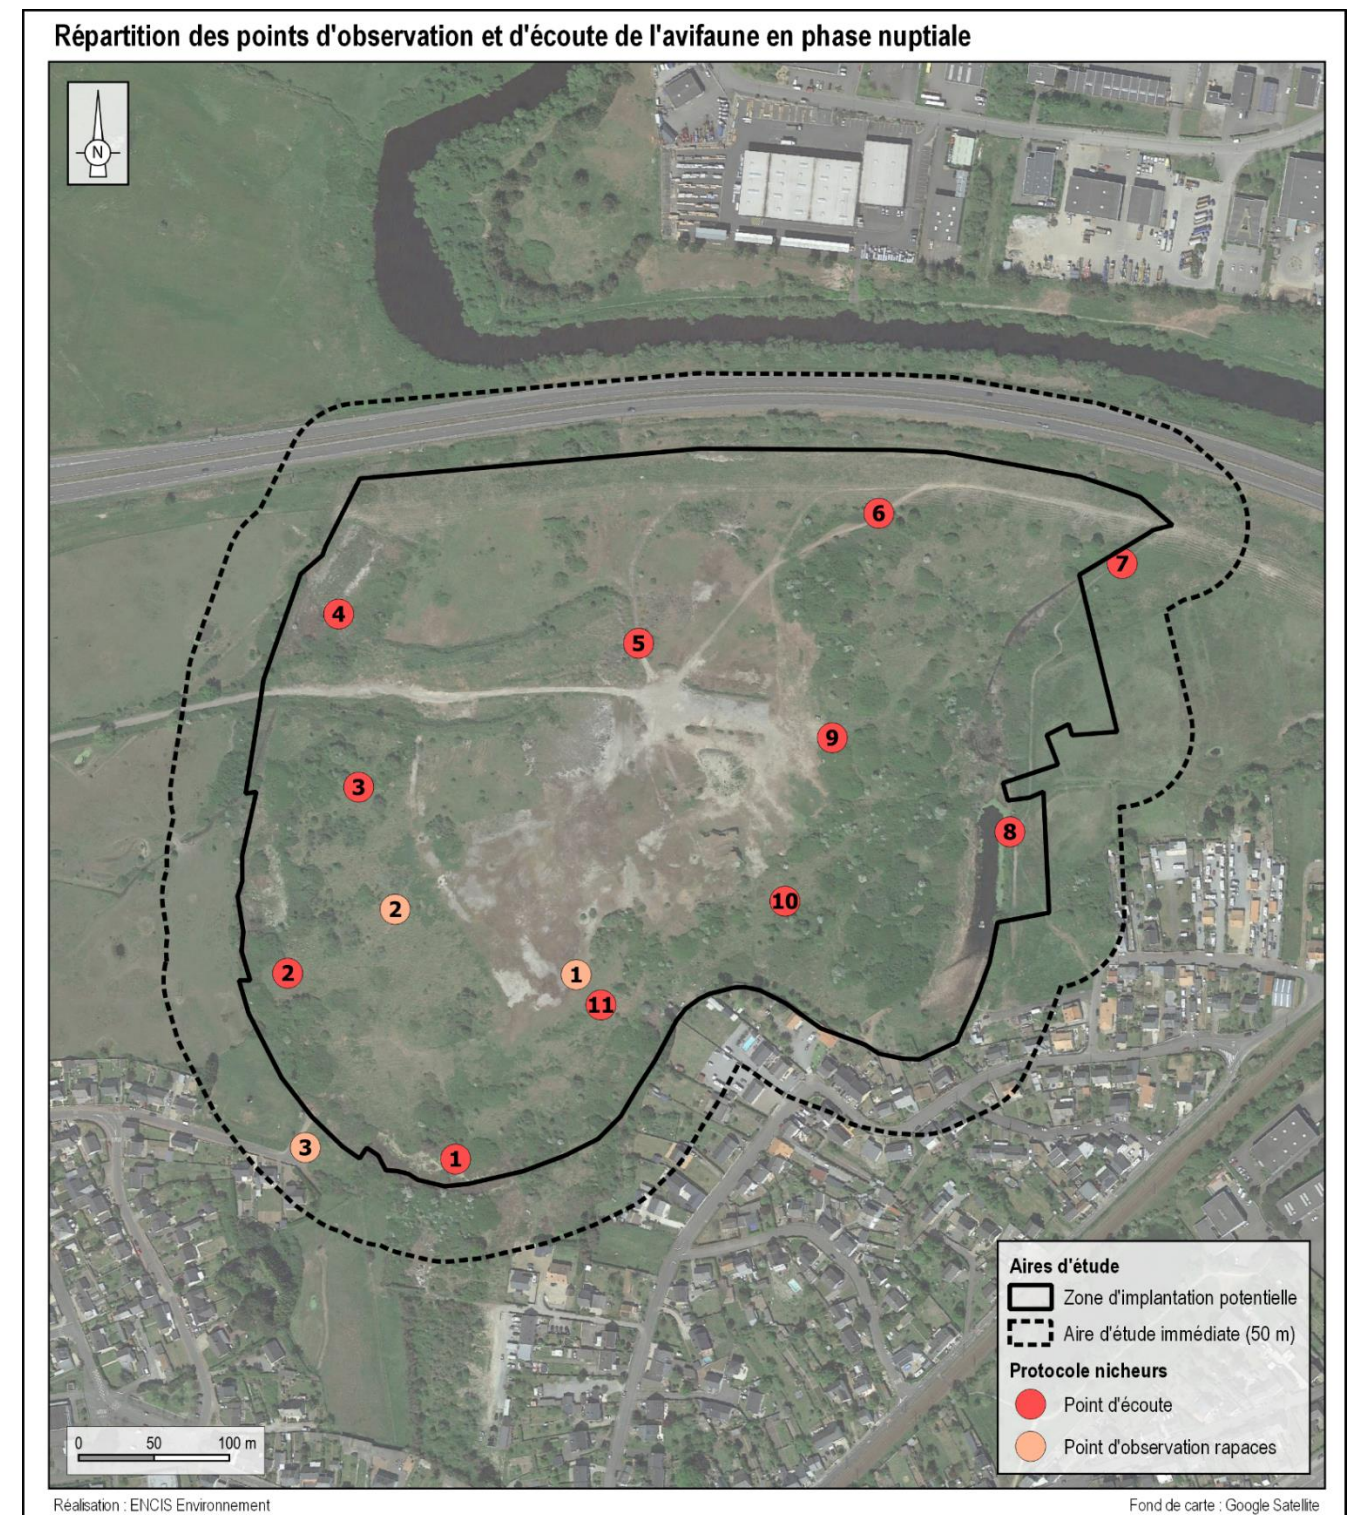 Répartition des points d'observation et d'écoute de l'avifaune en phase nuptiale
N
6
7
4
5
9
3
8
10
2
2
1
11
3
1
Aires d'étude
Zone d'implantation potentielle
Aire d'étude immédiate (50 m)
Protocole nicheurs
Point d'écoute
Point d'observation rapaces
0 50 100 m
Réalisation : ENCIS Environnement
Fond de carte : Google Satellite